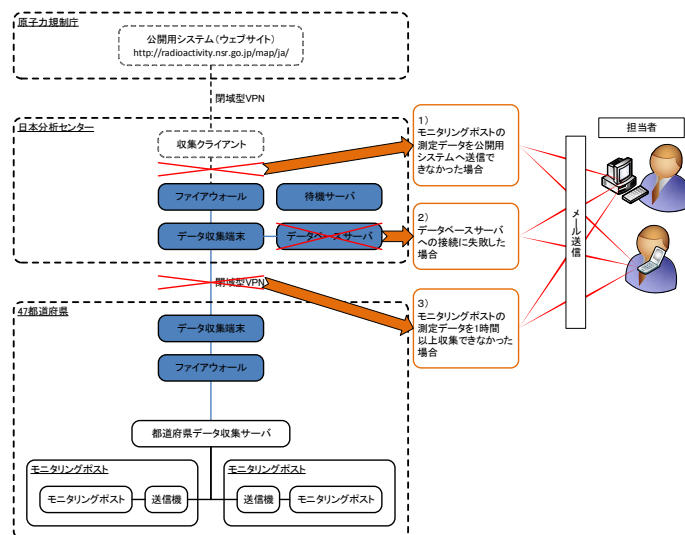 原子力規制庁
公開用システム（ウェブサイト）
http://radioactivity.nsr.go.jp/map/ja/
閉域型VPN
日本分析センター
収集クライアント
ファイアウォール
待機サーバ
データ収集端末
データベースサーバ
閉域型VPN
47都道府県
データ収集端末
ファイアウォール
都道府県データ収集サーバ
モニタリングポスト
モニタリングポスト
送信機
モニタリングポスト
送信機
モニタリングポスト
1）
モニタリングポストの
測定データを公開用
システムへ送信で
きなかった場合
2）
データベースサーバ
への接続に失敗した
場合
3）
モニタリングポストの
測定データを1時間
以上収集できなかった
場合
メール送信
担当者